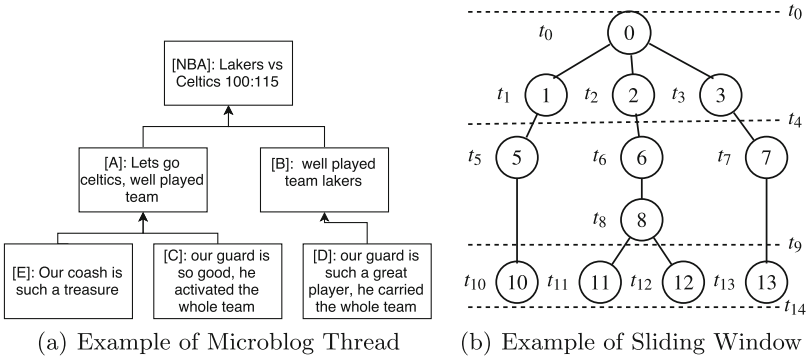 [NBA]: Lakers vs
Celtics 100:115
[A]: Lets go
celtics, well played
team
[B]: well played
team lakers
[E]: Our coash is
such a treasure
[C]: our guard is
so good, he
activated the
whole team
[D]: our guard is
such a great
player, he carried
the whole team
(a) Example of Microblog Thread
t0
t0 0
t1 1 t2 2 t3 3
t4
t5 5 t6 6 t7 7
t8 8
t9
t10 10 t11 11 t12 12 t13 13
t14
(b) Example of Sliding Window